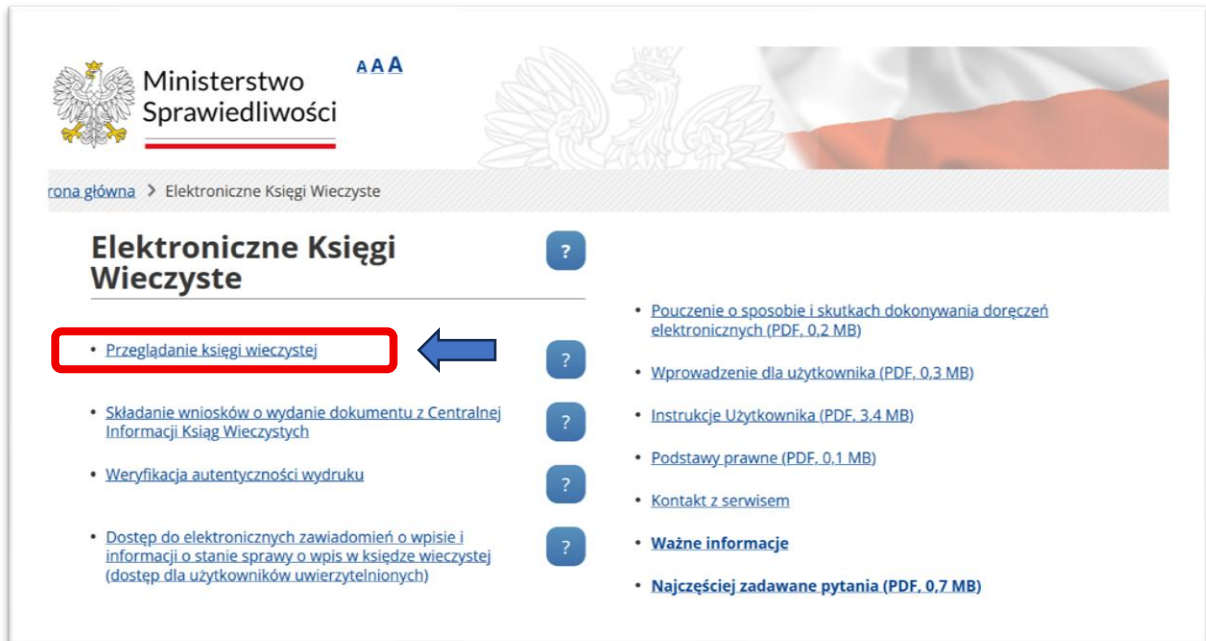 Ministerstwo
Sprawiedliwości
A A A
rona główna > Elektroniczne Księgi Wieczyste
Elektroniczne Księgi
Wieczyste
?
• Przeglądanie księgi wieczystej
?
• Składanie wniosków o wydanie dokumentu z Centralnej
Informacji Ksiąg Wieczystych
?
• Weryfikacja autentyczności wydruku
?
• Dostęp do elektronicznych zawiadomień o wpisie i
informacji o stanie sprawy o wpis w księdze wieczystej
(dostęp dla użytkowników uwierzytelnionych)
?
• Pouczenie o sposobie i skutkach dokonywania doręczeń
elektronicznych (PDF, 0,2 MB)
• Wprowadzenie dla użytkownika (PDF, 0,3 MB)
• Instrukcje Użytkownika (PDF, 3.4 MB)
• Podstawy prawne (PDF, 0,1 MB)
• Kontakt z serwisem
• Ważne informacje
• Najczęściej zadawane pytania (PDF, 0,7 MB)